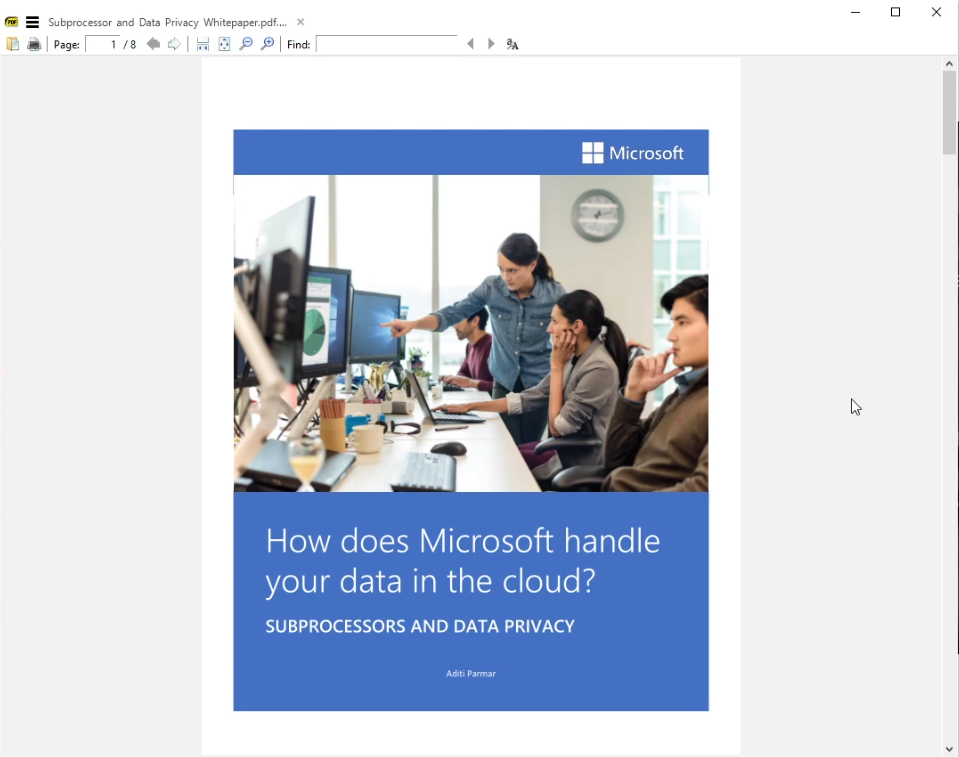 Subprocessor and Data Privacy Whitepaper.pdf....
Page: 1 / 8 Find:
Microsoft
How does Microsoft handle
your data in the cloud?
SUBPROCESSORS AND DATA PRIVACY
Aditi Parmar